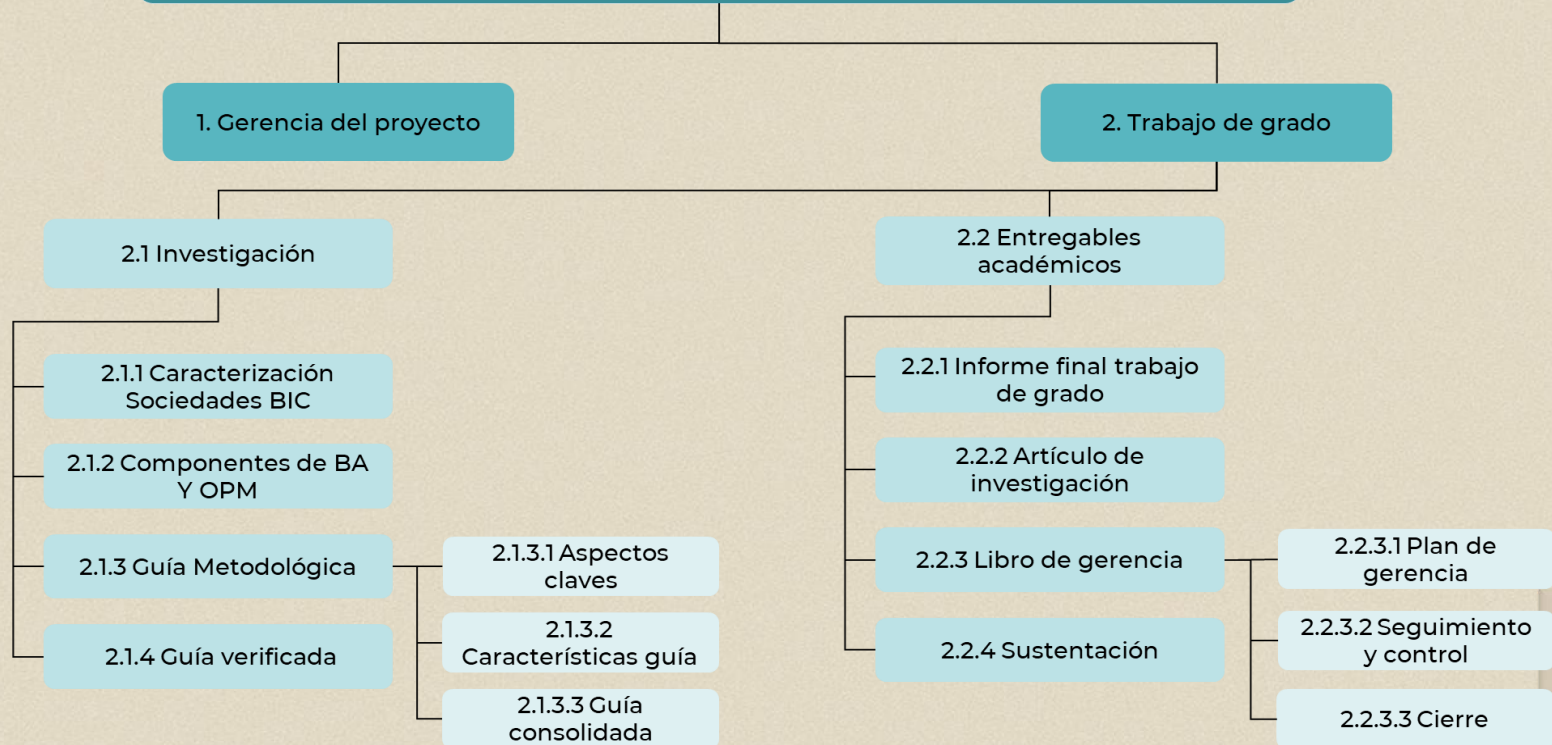 1. Gerencia del proyecto
2. Trabajo de grado
2.1 Investigación
2.2 Entregables
académicos
2.1.1 Caracterización
Sociedades BIC
2.1.2 Componentes de BA
Y OPM
2.1.3 Guía Metodológica
2.1.3.1 Aspectos
claves
2.1.3.2
Características guía
2.1.3.3 Guía
consolidada
2.1.4 Guía verificada
2.2.1 Informe final trabajo
de grado
2.2.2 Artículo de
investigación
2.2.3 Libro de gerencia
2.2.3.1 Plan de
gerencia
2.2.3.2 Seguimiento
y control
2.2.3.3 Cierre
2.2.4 Sustentación